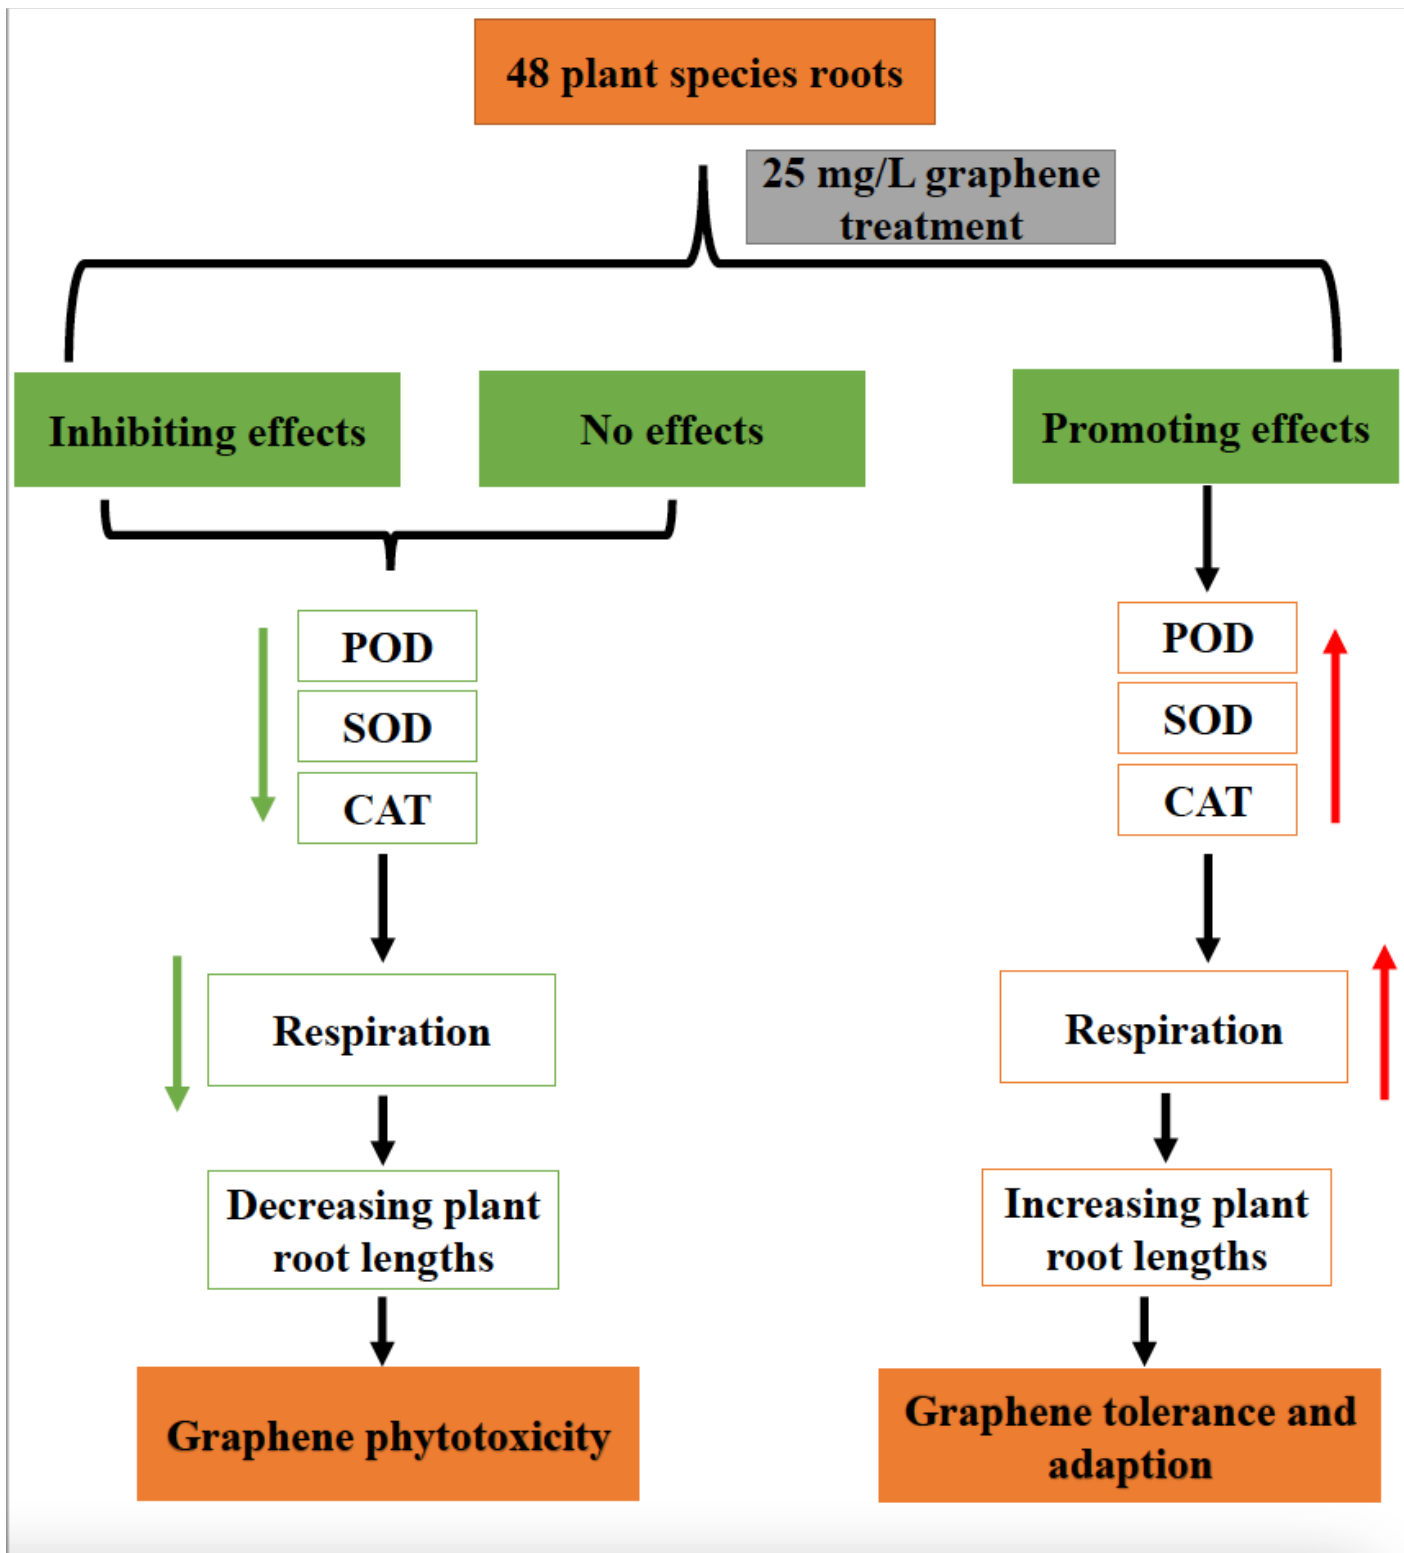 48 plant species roots
25 mg/L graphene
treatment
Inhibiting effects
No effects
Promoting effects
POD
SOD
CAT
POD
SOD
CAT
Respiration
Respiration
Decreasing plant
root lengths
Increasing plant
root lengths
Graphene phytotoxicity
Graphene tolerance and
adaption